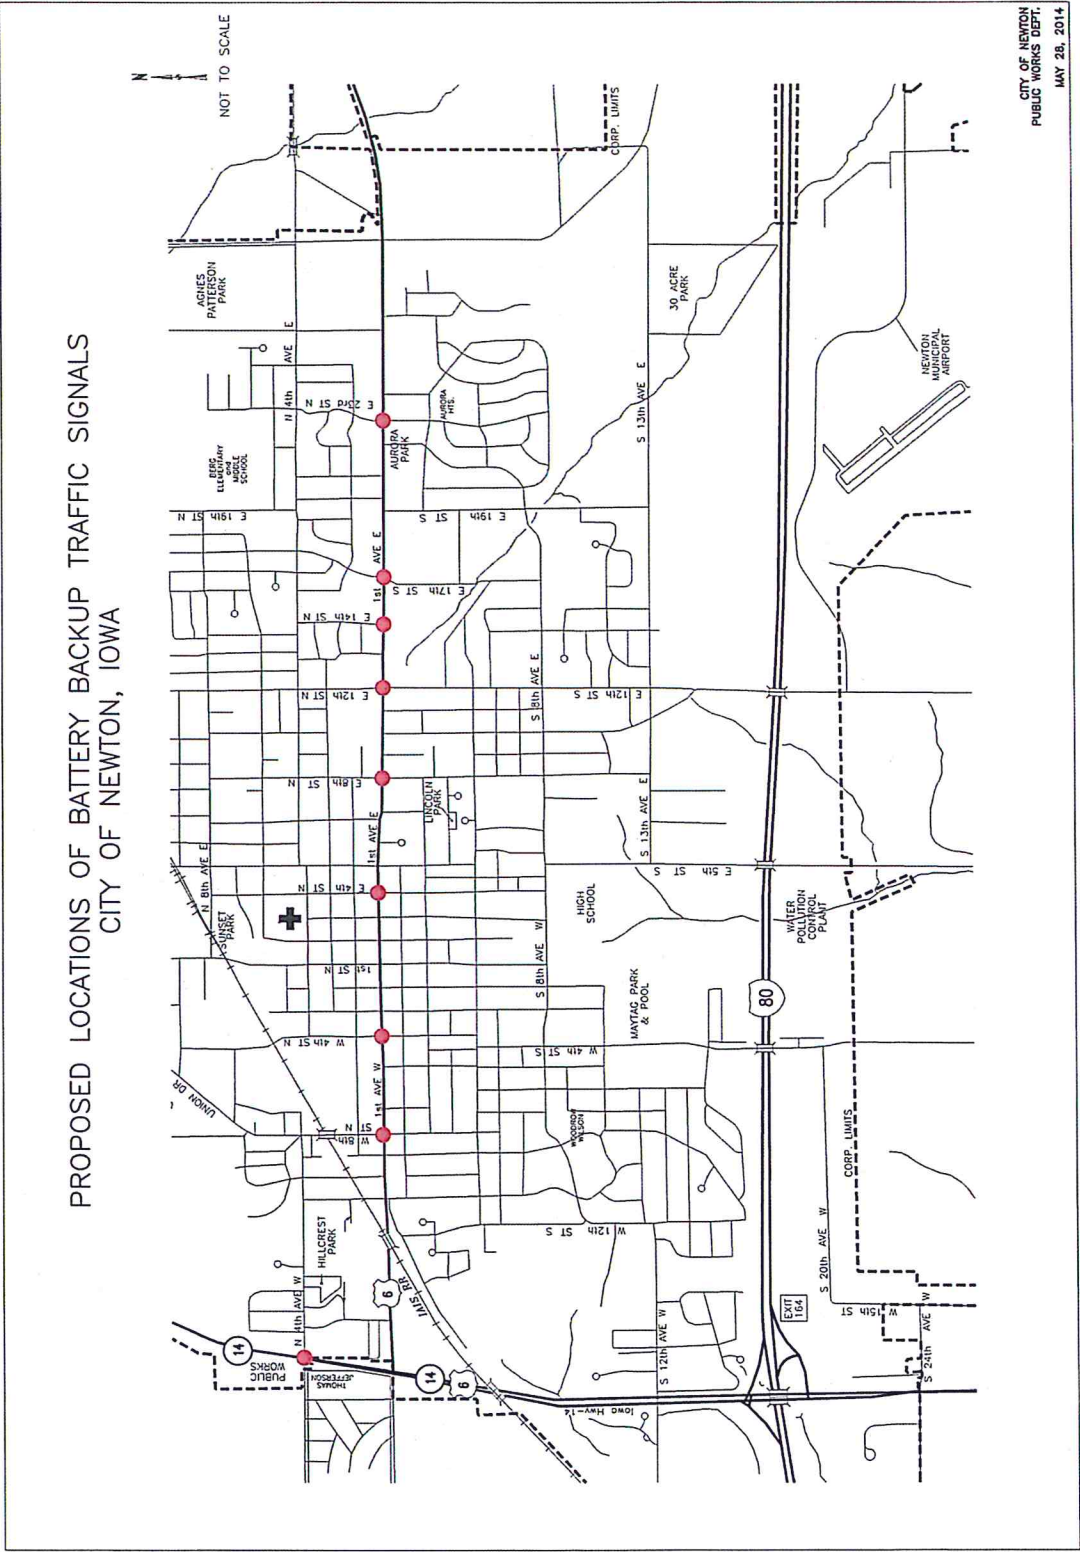 PROPOSED LOCATIONS OF BATTERY BACKUP TRAFFIC SIGNALS
CITY OF NEWTON, IOWA
N
NOT TO SCALE
AGNES
PATTERSON
PARK
BERG
ELEMENTARY
and
MIDDLE
SCHOOL
N 4th AVE E
E 23rd ST N
E 19th ST N
N 8th AVE E
SUNSET
PARK
UNION DR
E 14th ST N
E 12th ST N
E 8th ST N
E 4th ST N
1st ST N
W 4th ST N
W 8th ST N
HILLCREST
PARK
N 4th AVE W
14
PUBLIC
WORKS
THOMAS
JEFFERSON
14
6
6
IAIS RR
1st AVE W
1st AVE E
1st AVE E
AURORA
PARK
AURORA
HTS.
E 19th ST S
E 17th ST S
LINCOLN
PARK
CORP. LIMITS
S 8th AVE E
S 8th AVE W
W 4th ST S
WOODROW
WILSON
W 12th ST S
E 12th ST S
HIGH
SCHOOL
MAYTAG PARK
& POOL
S 13th AVE E
S 13th AVE E
30 ACRE
PARK
E 5th ST S
S 12th AVE W
Iowa Hwy-14
80
EXIT
164
WATER
POLLUTION
CONTROL
PLANT
S 20th AVE W
CORP. LIMITS
W 15th ST
S 24th AVE W
NEWTON
MUNICIPAL
AIRPORT
CITY OF NEWTON
PUBLIC WORKS DEPT.
MAY 28, 2014